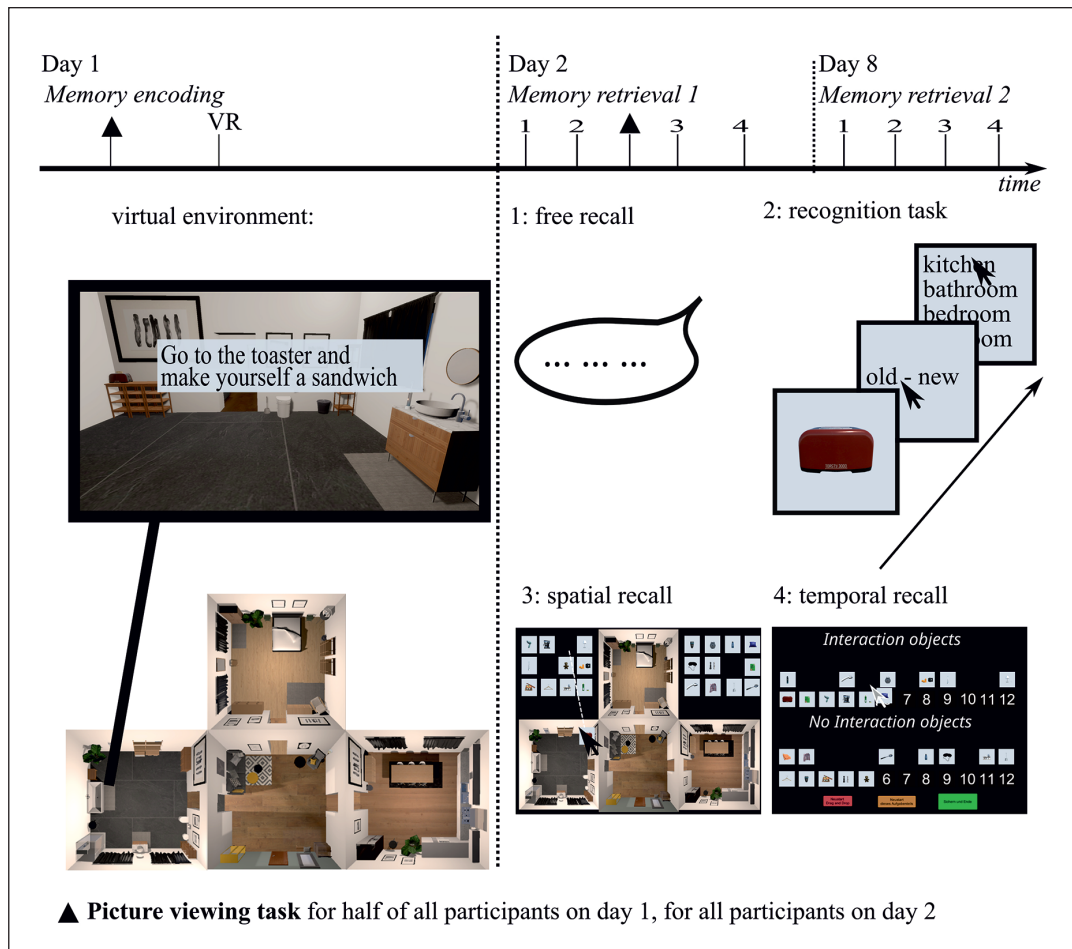 Day 1
Memory encoding
VR
Day 2
Memory retrieval 1
1 2 3 4
Day 8
Memory retrieval 2
1 2 3 4
time
virtual environment:
Go to the toaster and
make yourself a sandwich
1: free recall
... ... ...
2: recognition task
kitchen
bathroom
bedroom
oom
old - new
3: spatial recall
4: temporal recall
Interaction objects
7 8 9 10 11 12
No Interaction objects
6 7 8 9 10 11 12
Drag and Drop
▲ Picture viewing task for half of all participants on day 1, for all participants on day 2